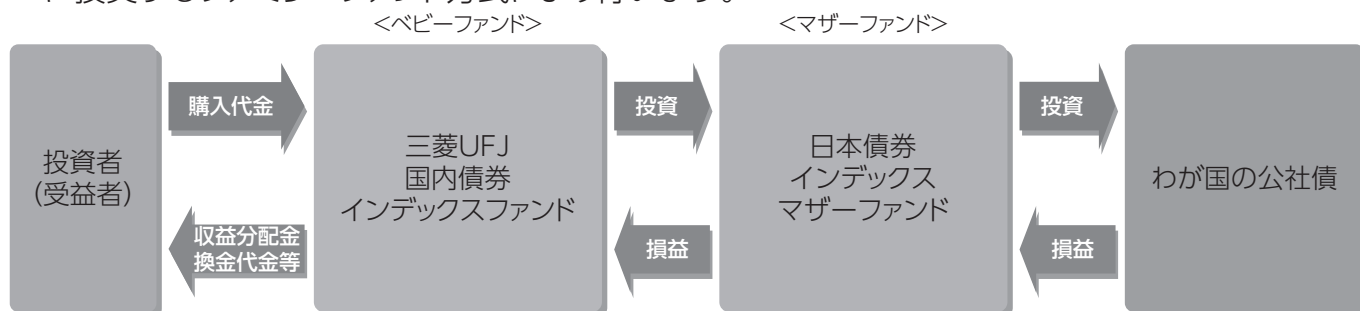 <ベビーファンド>
<マザーファンド>
投資者
(受益者)
購入代金
収益分配金
換金代金等
三菱UFJ
国内債券
インデックスファンド
投資
損益
日本債券
インデックス
マザーファンド
投資
損益
わが国の公社債